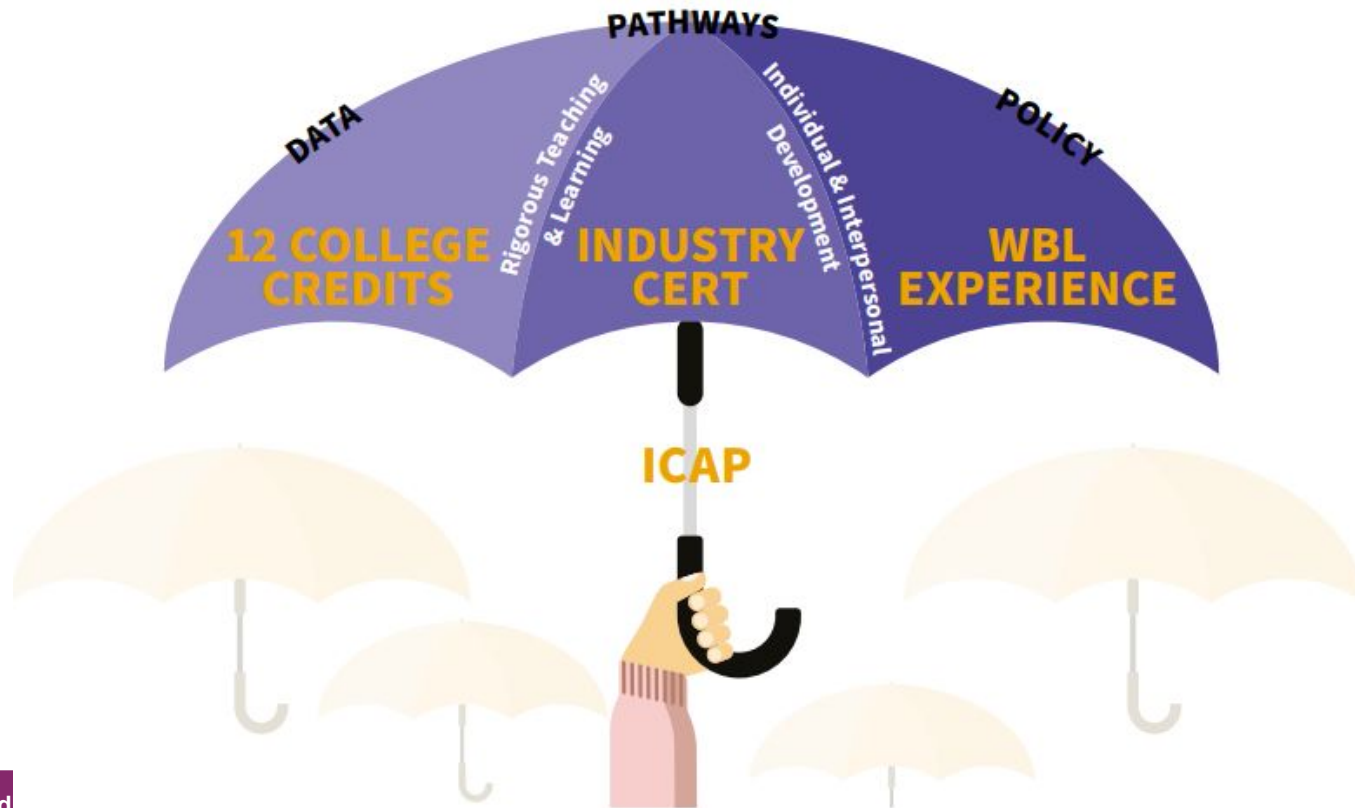 PATHWAYS
DATA
POLICY
Rigorous Teaching
& Learning
Individual & Interpersonal
Development
12 COLLEGE
CREDITS
INDUSTRY
CERT
WBL
EXPERIENCE
ICAP